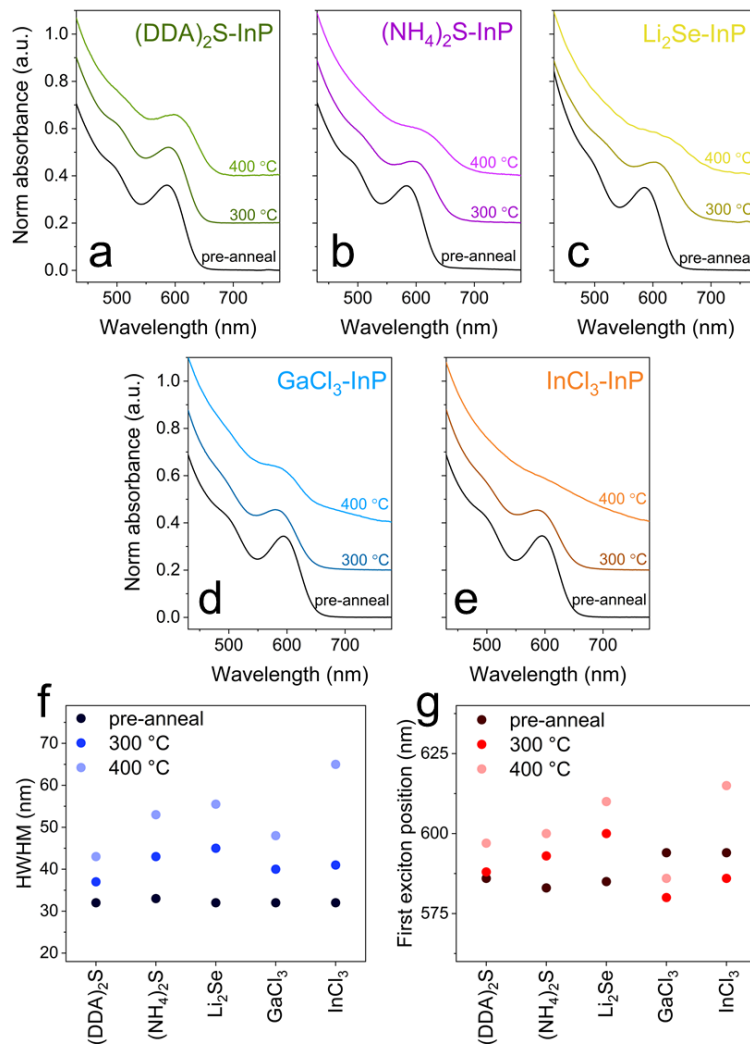 (DDA)₂S-InP
(NH₄)₂S-InP
Li₂Se-InP
Norm absorbance (a.u.)
1.0
0.8
0.6
0.4
0.2
0.0
400 °C
300 °C
pre-anneal
a
400 °C
300 °C
pre-anneal
b
400 °C
300 °C
pre-anneal
c
500 600 700
500 600 700
500 600 700
Wavelength (nm)
Wavelength (nm)
Wavelength (nm)
GaCl₃-InP
InCl₃-InP
Norm absorbance (a.u.)
1.0
0.8
0.6
0.4
0.2
0.0
400 °C
300 °C
pre-anneal
d
400 °C
300 °C
pre-anneal
e
500 600 700
500 600 700
Wavelength (nm)
Wavelength (nm)
f
pre-anneal
300 °C
400 °C
HWHM (nm)
70
60
50
40
30
20
(DDA)₂S
(NH₄)₂S
Li₂Se
GaCl₃
InCl₃
g
pre-anneal
300 °C
400 °C
First exciton position (nm)
625
600
575
(DDA)₂S
(NH₄)₂S
Li₂Se
GaCl₃
InCl₃